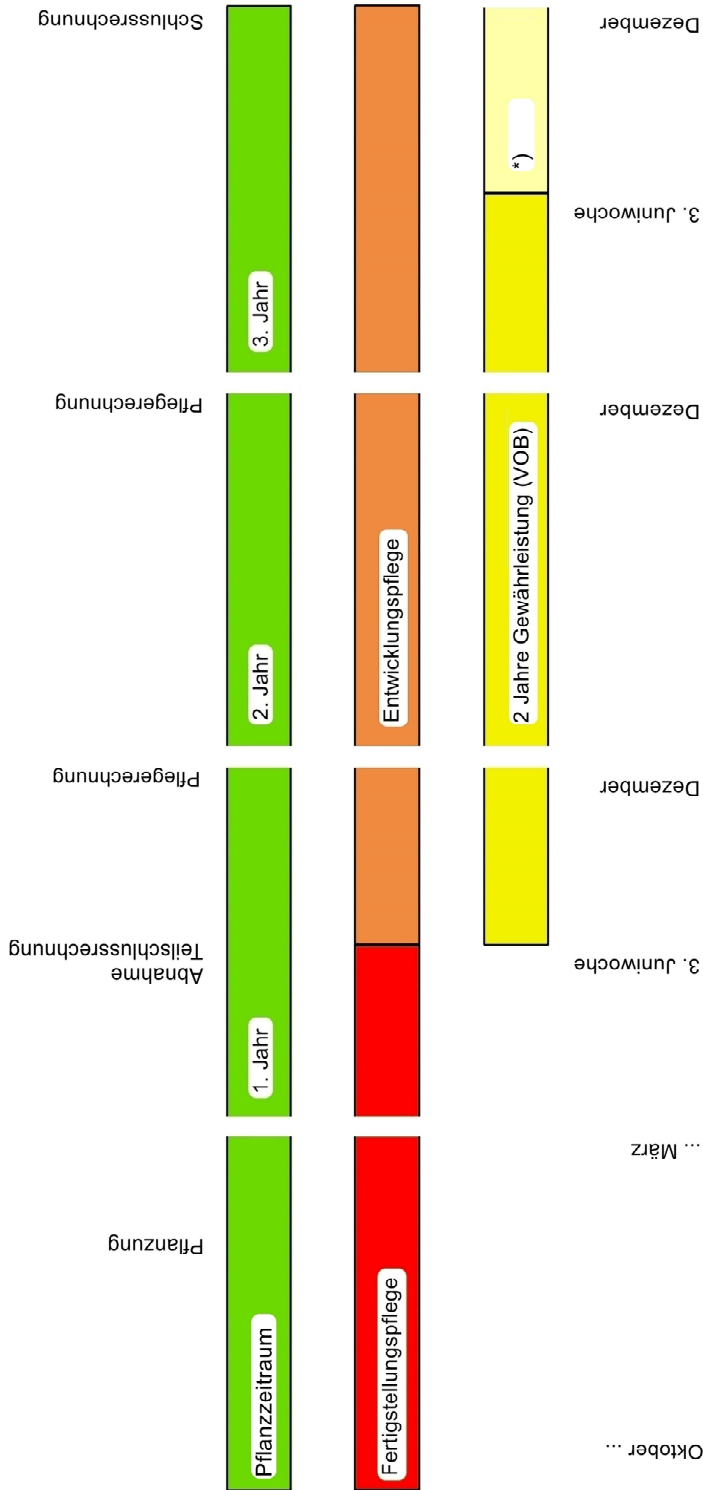 Pflanzung
Abnahme
Teilschlussrechnung
Pflegerechnung
Pflegerechnung
Schlussrechnung
Pflanzzeitraum
1. Jahr
2. Jahr
3. Jahr
Fertigstellungspflege
Entwicklungspflege
2 Jahre Gewährleistung (VOB)
*)
Oktober ...
... März
3. Juniwoche
Dezember
Dezember
3. Juniwoche
Dezember